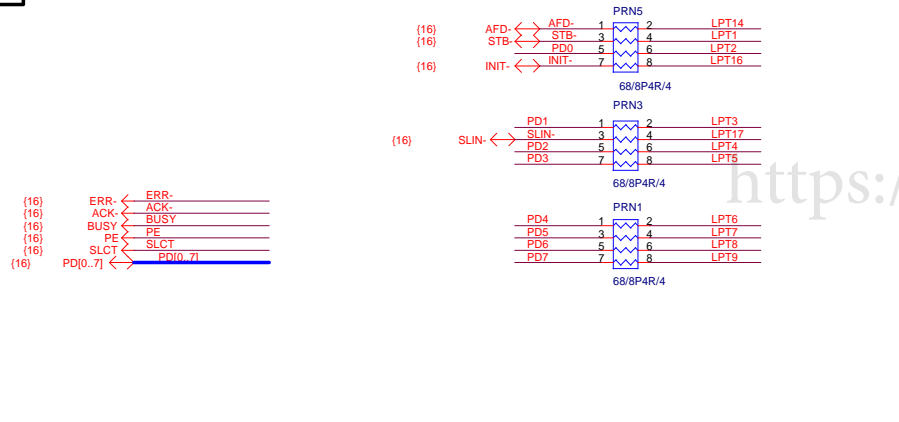 PRN5
{16} AFD- AFD- 1 2 LPT14
{16} STB- STB- 3 4 LPT1
PD0 5 6 LPT2
{16} INIT- INIT- 7 8 LPT16
68/8P4R/4
PRN3
PD1 1 2 LPT3
{16} SLIN- SLIN- 3 4 LPT17
PD2 5 6 LPT4
PD3 7 8 LPT5
68/8P4R/4
https:/
{16} ERR- ERR-
{16} ACK- ACK-
{16} BUSY BUSY
{16} PE PE
{16} SLCT SLCT
{16} PD[0..7] PD[0..7]
PRN1
PD4 1 2 LPT6
PD5 3 4 LPT7
PD6 5 6 LPT8
PD7 7 8 LPT9
68/8P4R/4